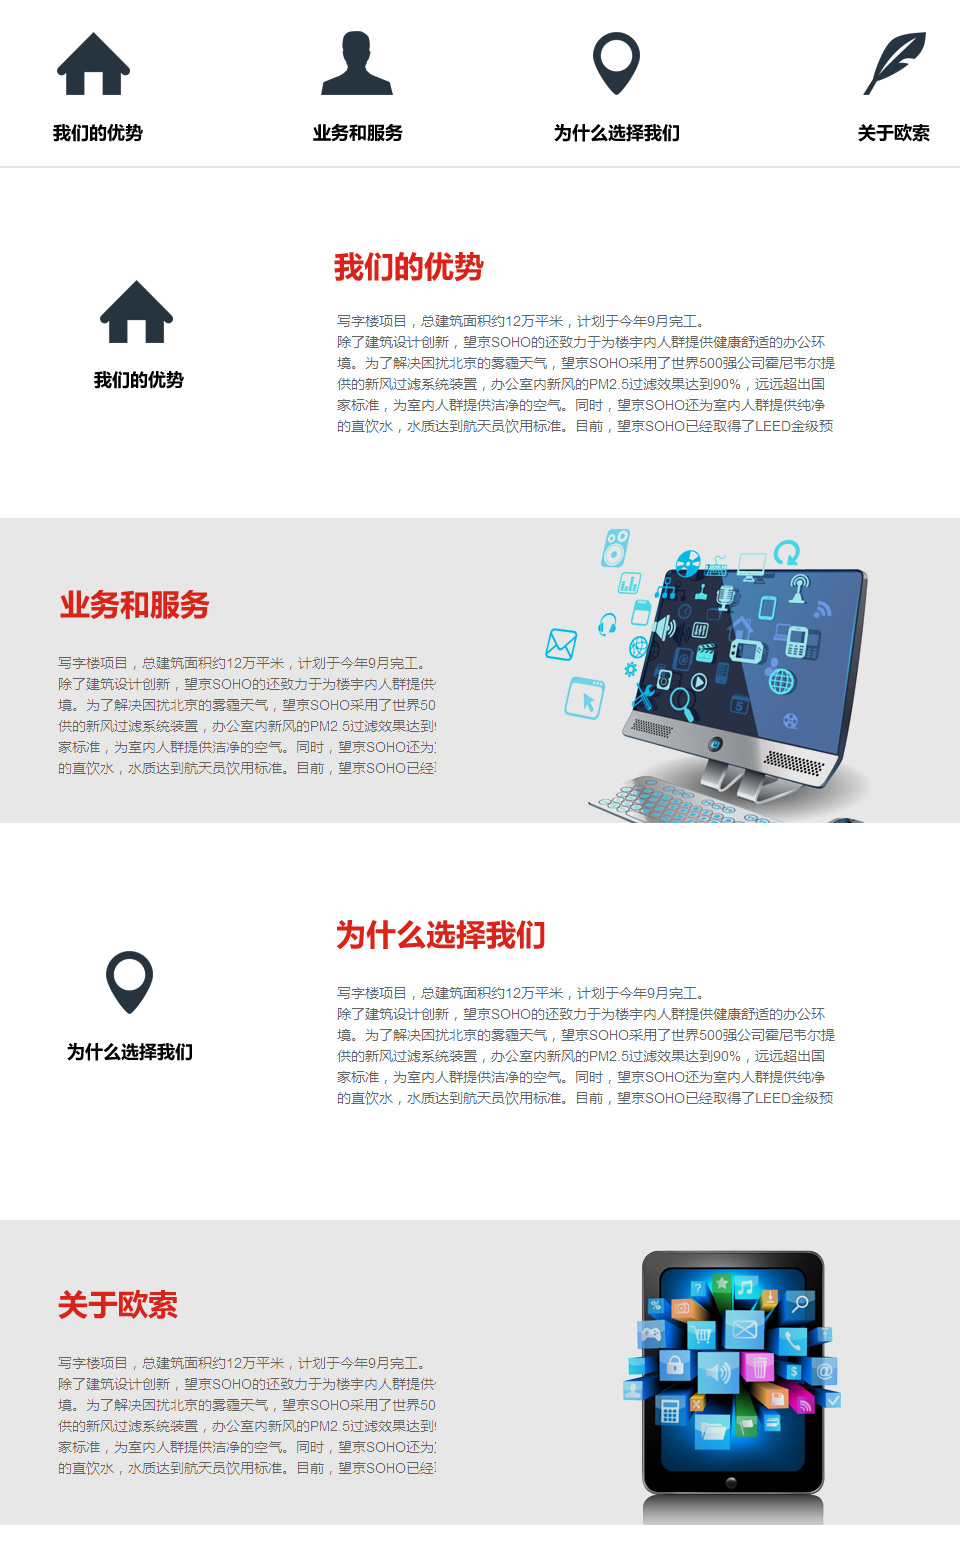 我们的优势
业务和服务
为什么选择我们
关于欧索
我们的优势
我们的优势
写字楼项目，总建筑面积约12万平米，计划于今年9月完工。
除了建筑设计创新，望京SOHO的还致力于为楼宇内人群提供健康舒适的办公环
境。为了解决困扰北京的雾霾天气，望京SOHO采用了世界500强公司霍尼韦尔提
供的新风过滤系统装置，办公室内新风的PM2.5过滤效果达到90%，远远超出国
家标准，为室内人群提供洁净的空气。同时，望京SOHO还为室内人群提供纯净
的直饮水，水质达到航天员饮用标准。目前，望京SOHO已经取得了LEED金级预
业务和服务
写字楼项目，总建筑面积约12万平米，计划于今年9月完工。
除了建筑设计创新，望京SOHO的还致力于为楼宇内人群提
境。为了解决困扰北京的雾霾天气，望京SOHO采用了世界50
供的新风过滤系统装置，办公室内新风的PM2.5过滤效果达到
家标准，为室内人群提供洁净的空气。同时，望京SOHO还为
的直饮水，水质达到航天员饮用标准。目前，望京SOHO已经
为什么选择我们
为什么选择我们
写字楼项目，总建筑面积约12万平米，计划于今年9月完工。
除了建筑设计创新，望京SOHO的还致力于为楼宇内人群提供健康舒适的办公环
境。为了解决困扰北京的雾霾天气，望京SOHO采用了世界500强公司霍尼韦尔提
供的新风过滤系统装置，办公室内新风的PM2.5过滤效果达到90%，远远超出国
家标准，为室内人群提供洁净的空气。同时，望京SOHO还为室内人群提供纯净
的直饮水，水质达到航天员饮用标准。目前，望京SOHO已经取得了LEED金级预
关于欧索
写字楼项目，总建筑面积约12万平米，计划于今年9月完工。
除了建筑设计创新，望京SOHO的还致力于为楼宇内人群提
境。为了解决困扰北京的雾霾天气，望京SOHO采用了世界50
供的新风过滤系统装置，办公室内新风的PM2.5过滤效果达到
家标准，为室内人群提供洁净的空气。同时，望京SOHO还为
的直饮水，水质达到航天员饮用标准。目前，望京SOHO已经